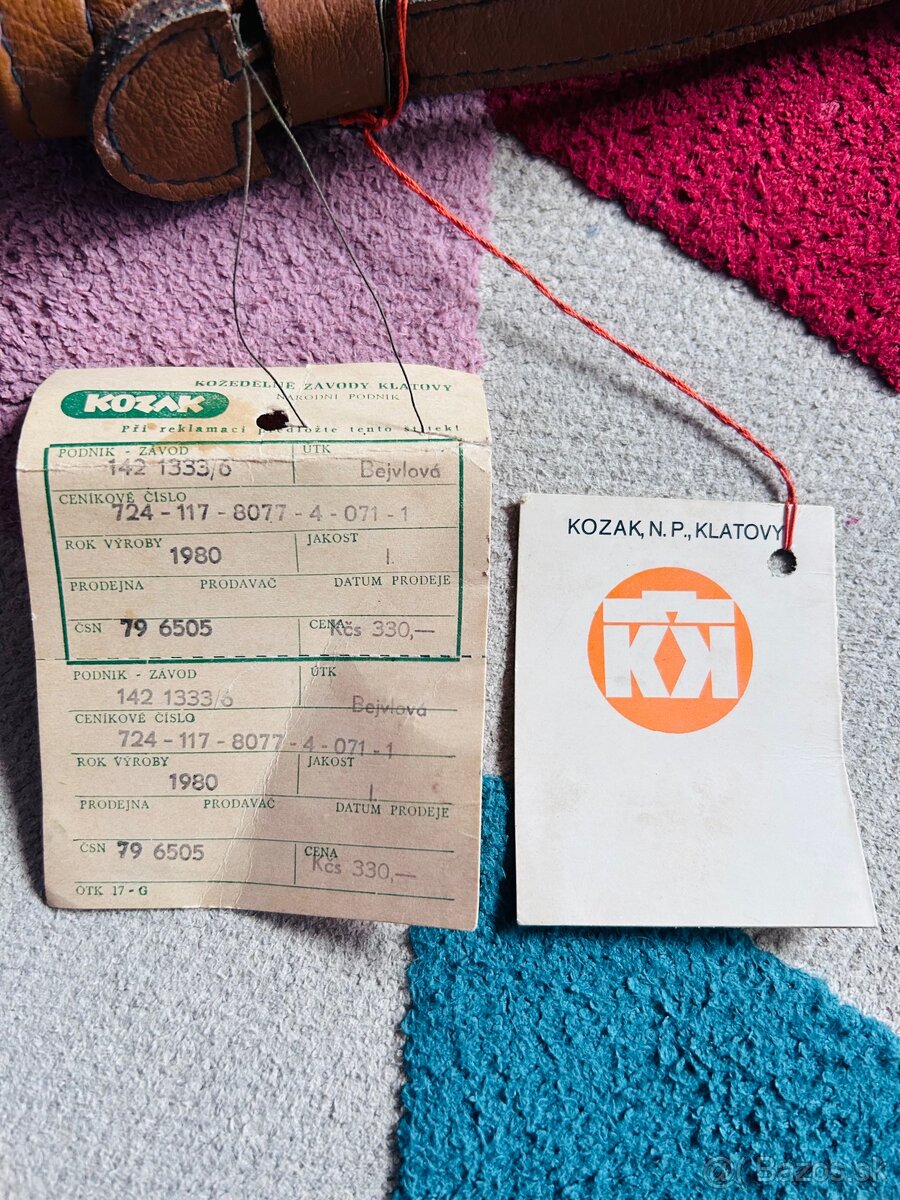 KOZAK
KOŽEDĚLNÉ ZÁVODY KLATOVY
NÁRODNÍ PODNIK
Při reklamaci předložte tento štítek!
PODNIK - ZÁVOD
142 1333/6
ÚTK
Bejvlová
CENÍKOVÉ ČÍSLO
724 - 117 - 8077 - 4 - 071 - 1
ROK VÝROBY
1980
JAKOST
I.
PRODEJNA PRODAVAČ DATUM PRODEJE
ČSN 79 6505
CENA
Kčs 330,—
PODNIK - ZÁVOD
142 1333/6
ÚTK
Bejvlová
CENÍKOVÉ ČÍSLO
724 - 117 - 8077 - 4 - 071 - 1
ROK VÝROBY
1980
JAKOST
I.
PRODEJNA PRODAVAČ DATUM PRODEJE
ČSN 79 6505
CENA
Kčs 330,—
OTK 17 - G
KOZAK, N. P., KLATOVY
KK
Bazos.sk